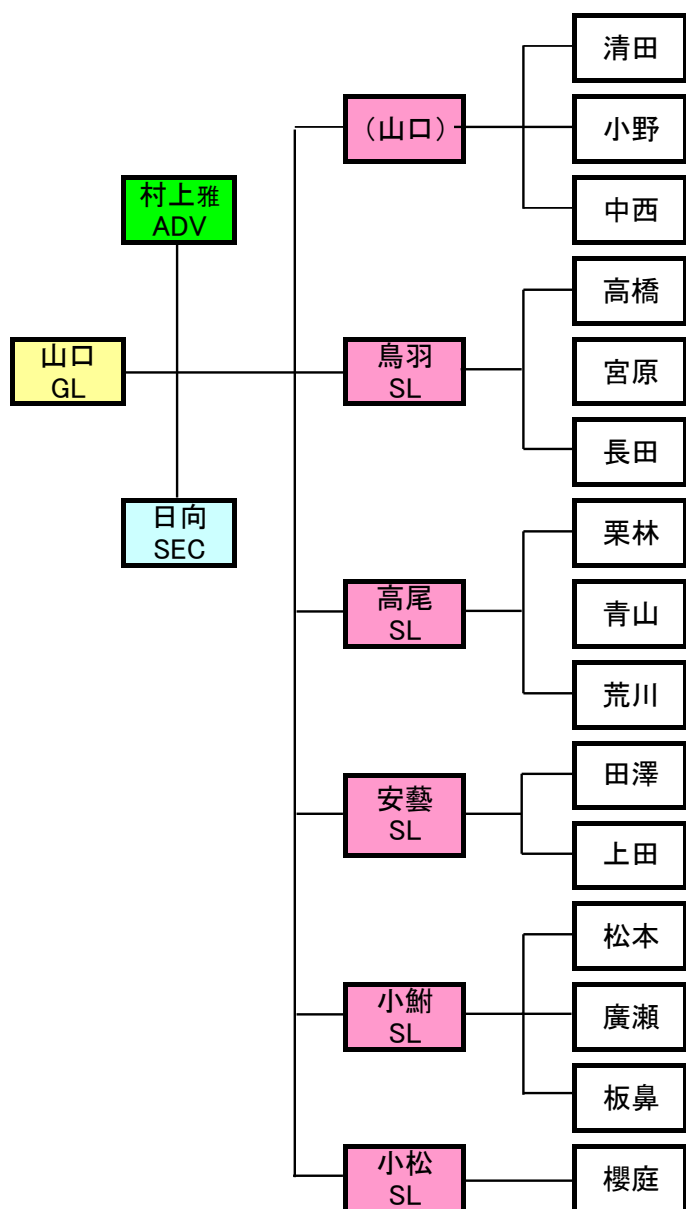 山口
GL
村上雅
ADV
日向
SEC
（山口）
清田
小野
中西
鳥羽
SL
高橋
宮原
長田
高尾
SL
栗林
青山
荒川
安藝
SL
田澤
上田
小鮒
SL
松本
廣瀬
板鼻
小松
SL
櫻庭